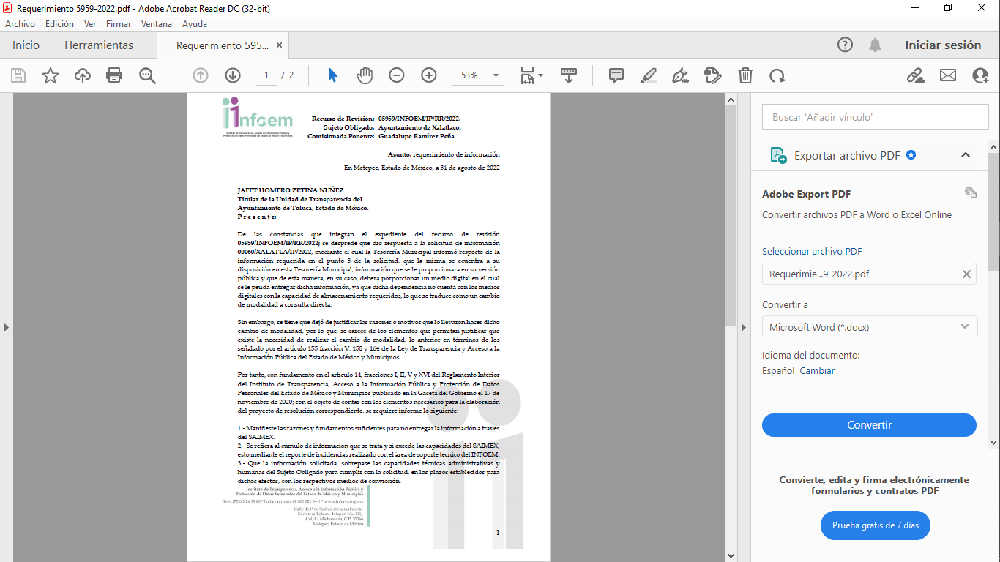 Requerimiento 5959-2022.pdf - Adobe Acrobat Reader DC (32-bit)
Archivo Edición Ver Firmar Ventana Ayuda
Inicio Herramientas Requerimiento 595... × Iniciar sesión
1 / 2 53%
infoem
Instituto de Transparencia, Acceso a la Información Pública y
Protección de Datos Personales del Estado de México y Municipios
Recurso de Revisión: 05959/INFOEM/IP/RR/2022.
Sujeto Obligado: Ayuntamiento de Xalatlaco.
Comisionada Ponente: Guadalupe Ramírez Peña
Asunto: requerimiento de información
En Metepec, Estado de México, a 31 de agosto de 2022
JAFET HOMERO ZETINA NUÑEZ
Titular de la Unidad de Transparencia del
Ayuntamiento de Toluca, Estado de México.
P r e s e n t e:
De las constancias que integran el expediente del recurso de revisión
05959/INFOEM/IP/RR/2022; se desprede que dio respuesta a la solicitud de información
00060/XALATLA/IP/2022, mediante el cual la Tesorería Municipal informó respecto de la
información requerida en el punto 3 de la solicitud, que la misma se ecuentra a su
disposición en esta Tesorería Municipal, información que se le proporcionara en su versión
pública y que de esta manera, en su caso, debera porporcionar un medio digital en el cual
se le peuda entregar dicha información, ya que dicha dependencia no cuenta con los medios
digitales con la capacidad de almacenamiento requeridos, lo que se traduce como un cambio
de modalidad a consulta directa.
Sin embargo, se tiene que dejó de justificar las razones o motivos que lo llevaron hacer dicho
cambio de modalidad, por lo que, se carece de los elementos que permitan justificar que
existe la necesidad de realizar el cambio de modalidad, lo anterior en términos de los
señalado por el artículo 155 fracción V, 158 y 164 de la Ley de Transparencia y Acceso a la
Información Pública del Estado de México y Municipios.
Por tanto, con fundamento en el artículo 14, fracciones I, II, V y XVI del Reglamento Interior
del Instituto de Transparencia, Acceso a la Información Pública y Protección de Datos
Personales del Estado de México y Municipios publicado en la Gaceta del Gobierno el 17 de
noviembre de 2020; con el objeto de contar con los elementos necesarios para la elaboración
del proyecto de resolución correspondiente, se requiere informe lo siguiente:
1.- Manifieste las razones y fundamentos suficientes para no entregar la información a través
del SAIMEX.
2.- Se refiera al cúmulo de información que se trata y sí excede las capacidades del SAIMEX,
esto mediante el reporte de incidencias realizado con el área de soporte técnico del INFOEM.
3.- Que la información solicitada, sobrepase las capacidades técnicas administrativas y
humanas del Sujeto Obligado para cumplir con la solicitud, en los plazos establecidos para
dichos efectos, con los respectivos medios de convicción.
Instituto de Transparencia, Acceso a la Información Pública y
Protección de Datos Personales del Estado de México y Municipios
Tels. (722) 2 26 19 80 * Lada sin costo: 01 800 821 0441 * www.infoem.org.mx
Calle de Pino Suárez s/n actualmente
Carretera Toluca - Ixtapan No. 111,
Col. La Michoacana, C.P. 52166
Metepec, Estado de México
1
Buscar 'Añadir vínculo'
Exportar archivo PDF
Adobe Export PDF
Convertir archivos PDF a Word o Excel Online
Seleccionar archivo PDF
Requerimie...9-2022.pdf
Convertir a
Microsoft Word (*.docx)
Idioma del documento:
Español Cambiar
Convertir
Convierte, edita y firma electrónicamente
formularios y contratos PDF
Prueba gratis de 7 días